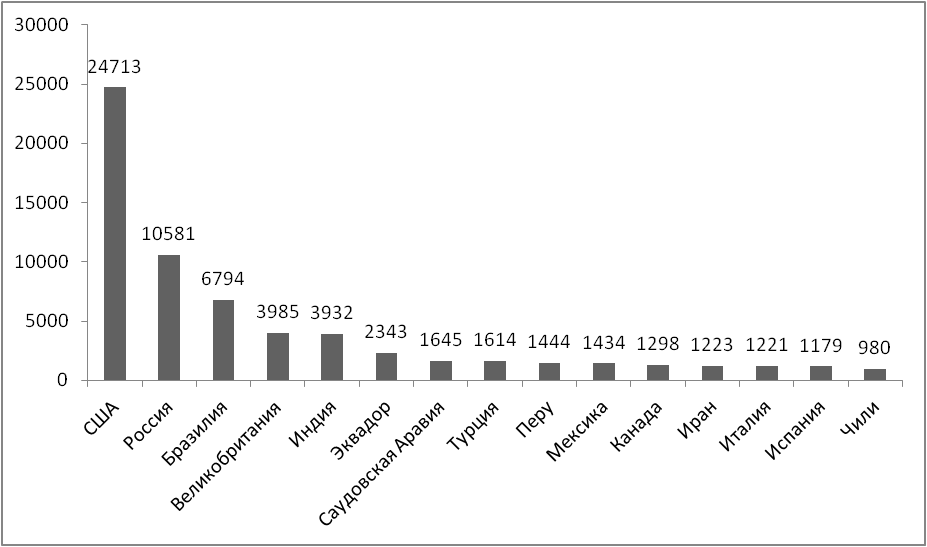 30000
25000
20000
15000
10000
5000
0
24713
10581
6794
3985
3932
2343
1645
1614
1444
1434
1298
1223
1221
1179
980
США
Россия
Бразилия
Великобритания
Индия
Эквадор
Саудовская Аравия
Турция
Перу
Мексика
Канада
Иран
Италия
Испания
Чили